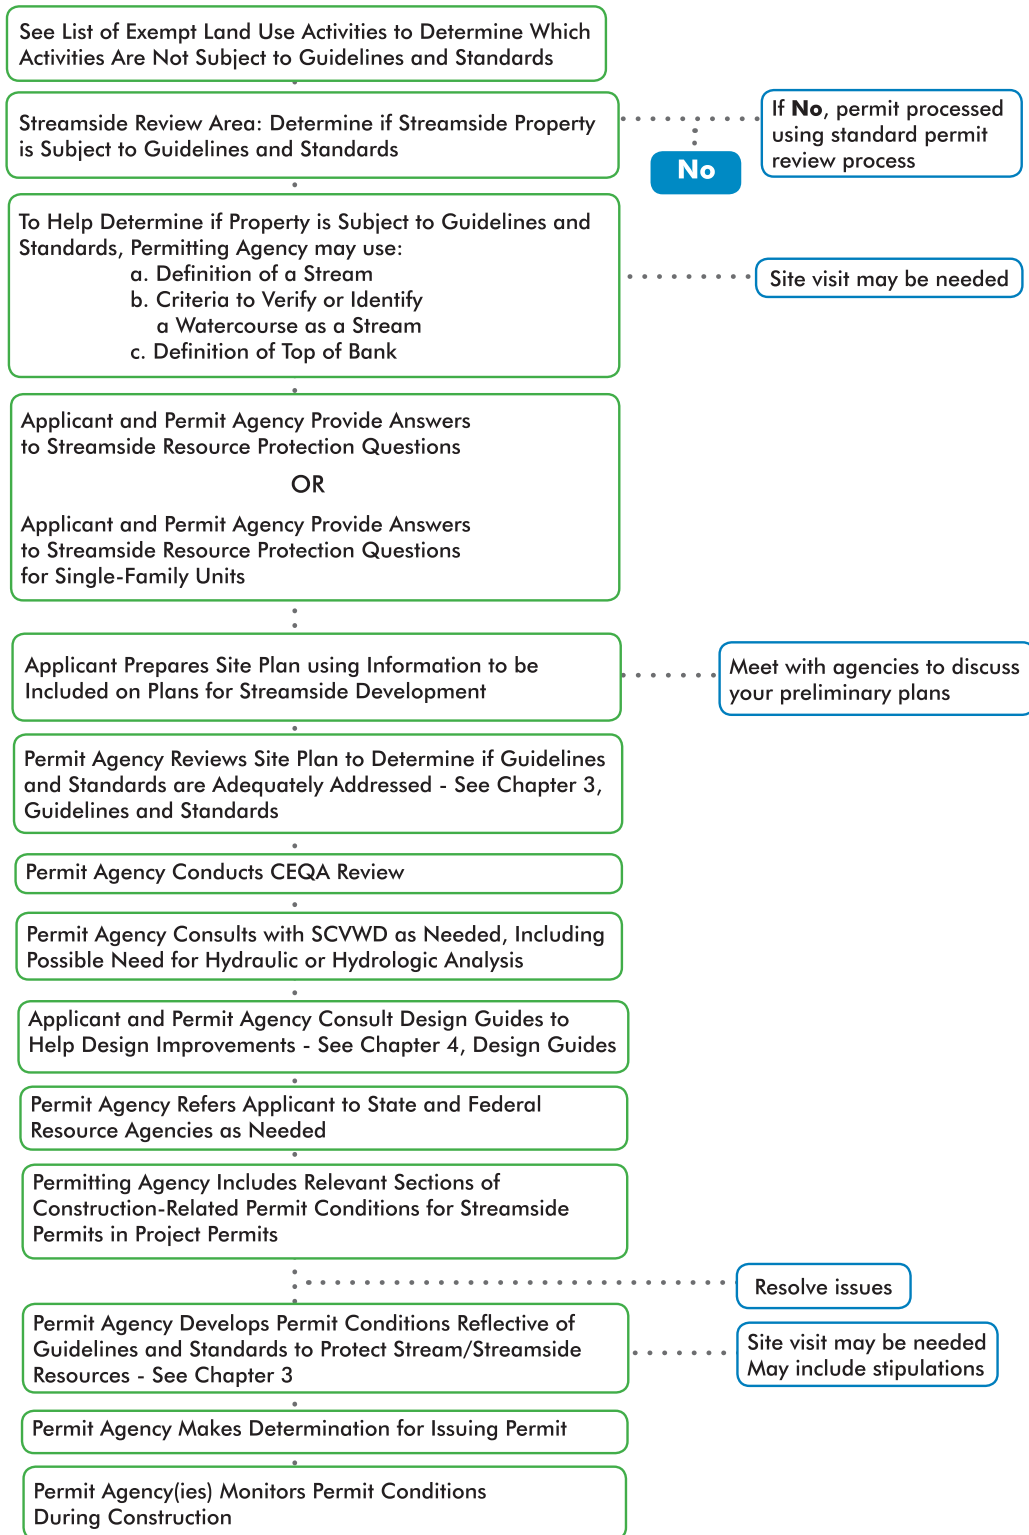 See List of Exempt Land Use Activities to Determine Which
Activities Are Not Subject to Guidelines and Standards
Streamside Review Area: Determine if Streamside Property
is Subject to Guidelines and Standards
If No, permit processed
using standard permit
review process
No
To Help Determine if Property is Subject to Guidelines and
Standards, Permitting Agency may use:
a. Definition of a Stream
b. Criteria to Verify or Identify
a Watercourse as a Stream
c. Definition of Top of Bank
Site visit may be needed
Applicant and Permit Agency Provide Answers
to Streamside Resource Protection Questions
OR
Applicant and Permit Agency Provide Answers
to Streamside Resource Protection Questions
for Single-Family Units
Applicant Prepares Site Plan using Information to be
Included on Plans for Streamside Development
Meet with agencies to discuss
your preliminary plans
Permit Agency Reviews Site Plan to Determine if Guidelines
and Standards are Adequately Addressed - See Chapter 3,
Guidelines and Standards
Permit Agency Conducts CEQA Review
Permit Agency Consults with SCVWD as Needed, Including
Possible Need for Hydraulic or Hydrologic Analysis
Applicant and Permit Agency Consult Design Guides to
Help Design Improvements - See Chapter 4, Design Guides
Permit Agency Refers Applicant to State and Federal
Resource Agencies as Needed
Permitting Agency Includes Relevant Sections of
Construction-Related Permit Conditions for Streamside
Permits in Project Permits
Resolve issues
Permit Agency Develops Permit Conditions Reflective of
Guidelines and Standards to Protect Stream/Streamside
Resources - See Chapter 3
Site visit may be needed
May include stipulations
Permit Agency Makes Determination for Issuing Permit
Permit Agency(ies) Monitors Permit Conditions
During Construction